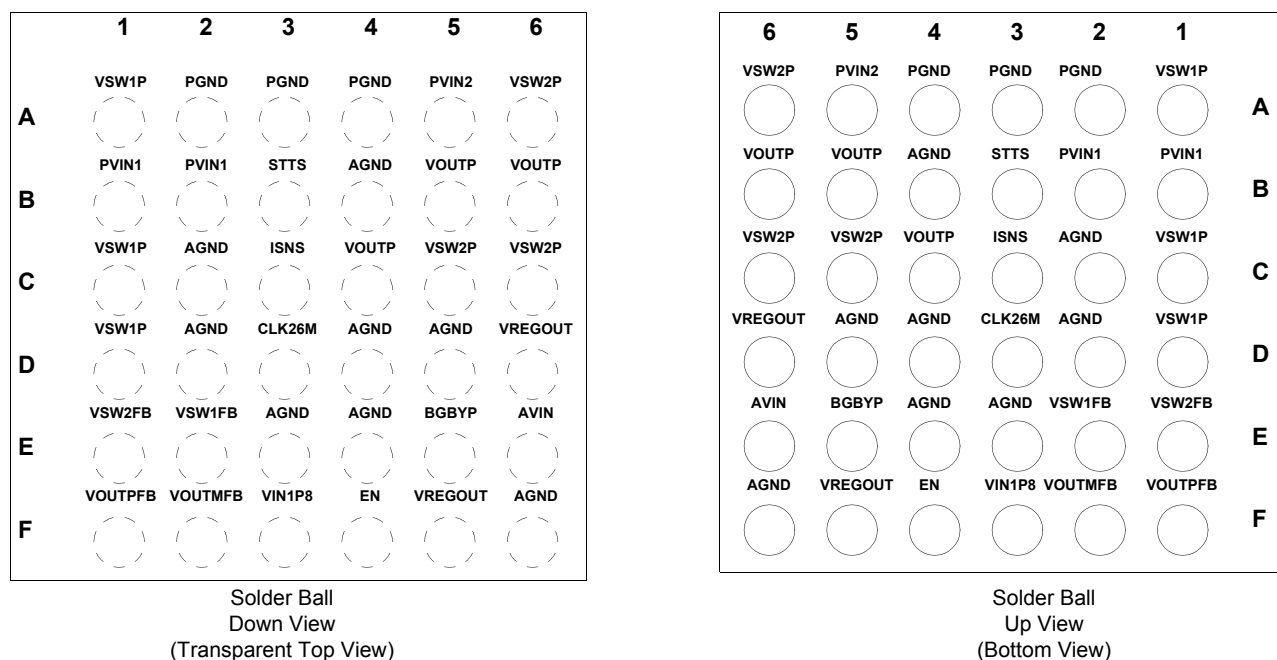 1 2 3 4 5 6
VSW1P PGND PGND PGND PVIN2 VSW2P
A
PVIN1 PVIN1 STTS AGND VOUTP VOUTP
B
VSW1P AGND ISNS VOUTP VSW2P VSW2P
C
VSW1P AGND CLK26M AGND AGND VREGOUT
D
VSW2FB VSW1FB AGND AGND BGBYP AVIN
E
VOUTPFB VOUTMFB VIN1P8 EN VREGOUT AGND
F
Solder Ball
Down View
(Transparent Top View)
6 5 4 3 2 1
VSW2P PVIN2 PGND PGND PGND VSW1P
A
VOUTP VOUTP AGND STTS PVIN1 PVIN1
B
VSW2P VSW2P VOUTP ISNS AGND VSW1P
C
VREGOUT AGND AGND CLK26M AGND VSW1P
D
AVIN BGBYP AGND AGND VSW1FB VSW2FB
E
AGND VREGOUT EN VIN1P8 VOUTMFB VOUTPFB
F
Solder Ball
Up View
(Bottom View)